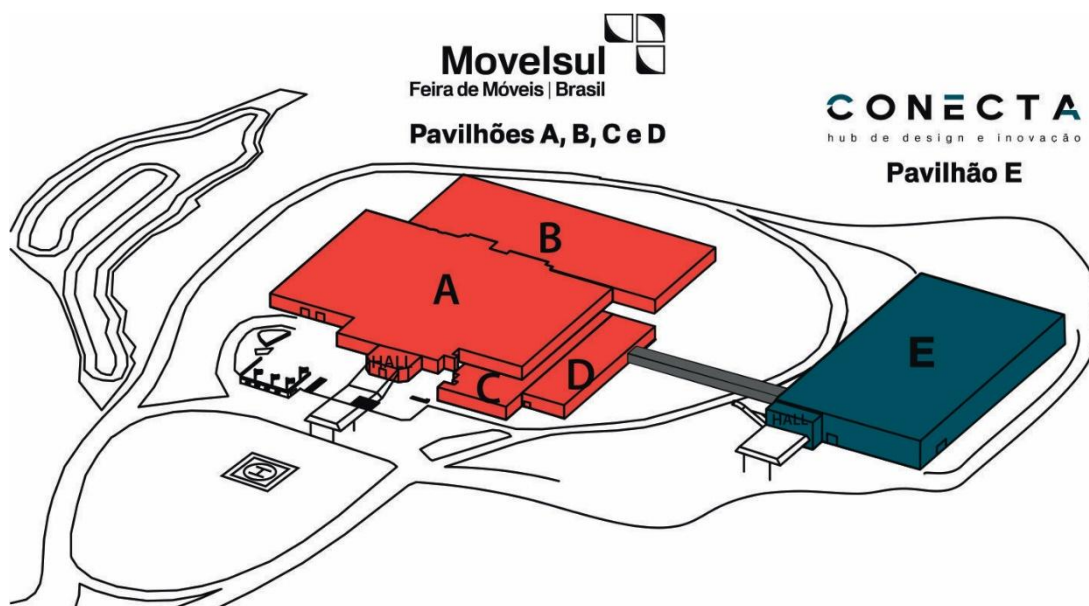 Movelsul
Feira de Móveis | Brasil
Pavilhões A, B, C e D
CONECTA
hub de design e inovação
Pavilhão E
B
A
HALL
C
D
E
HALL
H